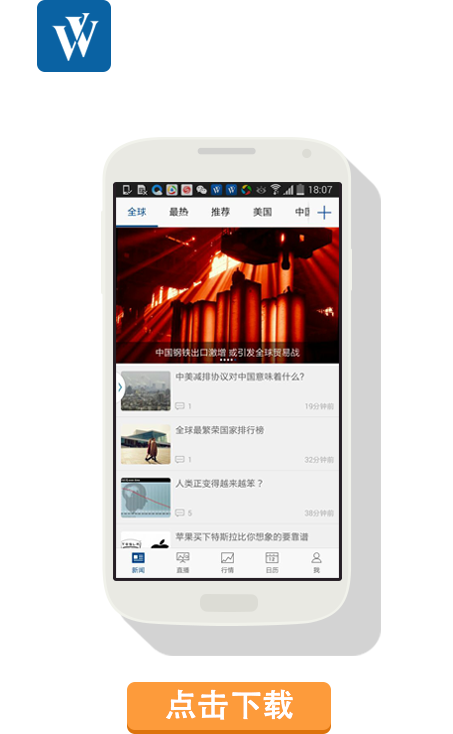 W
18:07
全球 最热 推荐 美国 中国
中国钢铁出口激增 或引发全球贸易战
中美减排协议对中国意味着什么?
1 19分钟前
全球最繁荣国家排行榜
1 32分钟前
人类正变得越来越笨？
5 38分钟前
苹果买下特斯拉比你想象的要靠谱
TESLA
新闻 直播 行情 日历 我
点击下载